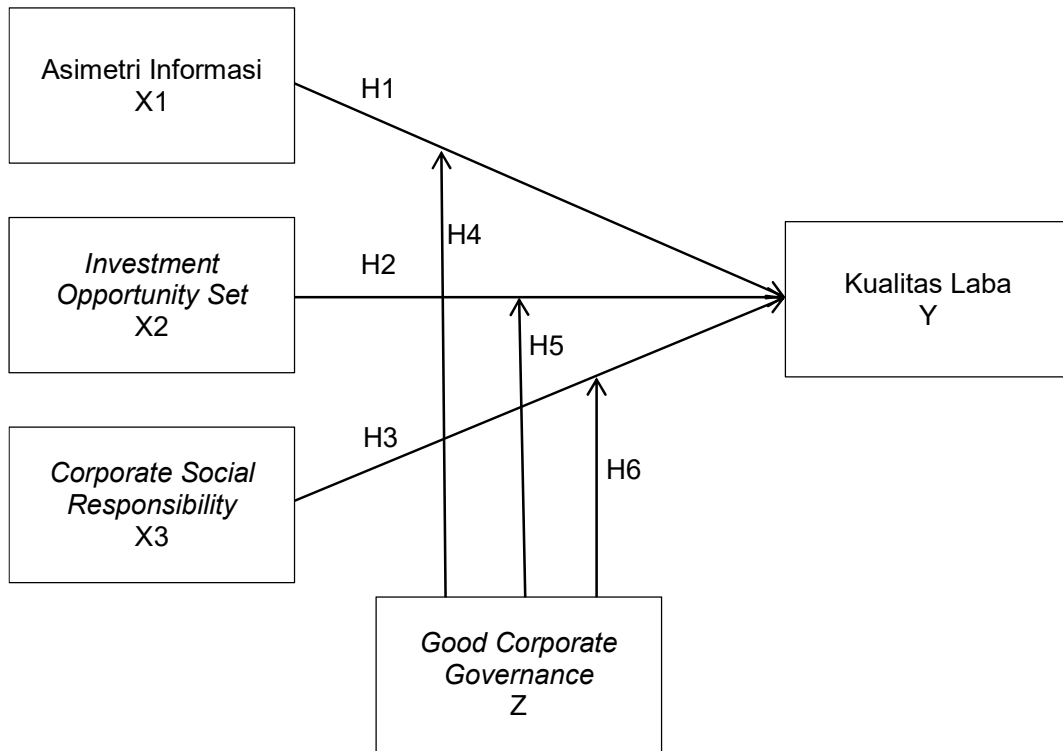 Asimetri Informasi
X1
H1
Investment
Opportunity Set
X2
H2
H4
H5
Kualitas Laba
Y
Corporate Social
Responsibility
X3
H3
H6
Good Corporate
Governance
Z